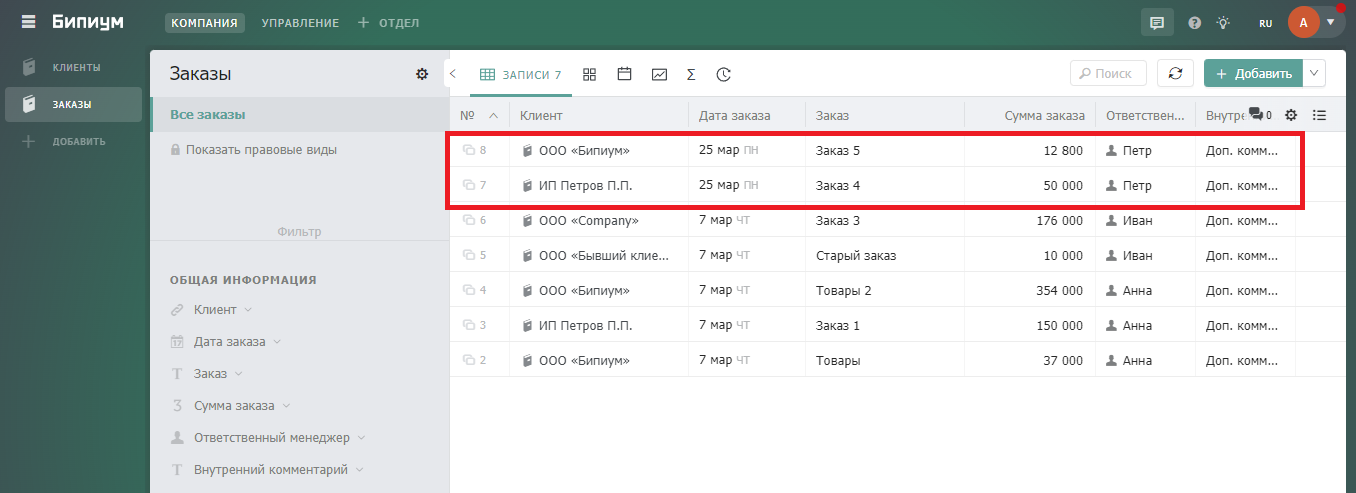 Бипиум КОМПАНИЯ УПРАВЛЕНИЕ + ОТДЕЛ ? RU А
КЛИЕНТЫ
ЗАКАЗЫ
+ ДОБАВИТЬ
Заказы
Все заказы
Показать правовые виды
Фильтр
ОБЩАЯ ИНФОРМАЦИЯ
Клиент
17 Дата заказа
T Заказ
3 Сумма заказа
Ответственный менеджер
T Внутренний комментарий
ЗАПИСИ 7 Σ Поиск + Добавить
№ Клиент Дата заказа Заказ Сумма заказа Ответствен... Внутре 0
8 ООО «Бипиум» 25 мар ПН Заказ 5 12 800 Петр Доп. комм...
7 ИП Петров П.П. 25 мар ПН Заказ 4 50 000 Петр Доп. комм...
6 ООО «Company» 7 мар ЧТ Заказ 3 176 000 Иван Доп. комм...
5 ООО «Бывший клие... 7 мар ЧТ Старый заказ 10 000 Иван Доп. комм...
4 ООО «Бипиум» 7 мар ЧТ Товары 2 354 000 Анна Доп. комм...
3 ИП Петров П.П. 7 мар ЧТ Заказ 1 150 000 Анна Доп. комм...
2 ООО «Бипиум» 7 мар ЧТ Товары 37 000 Анна Доп. комм...